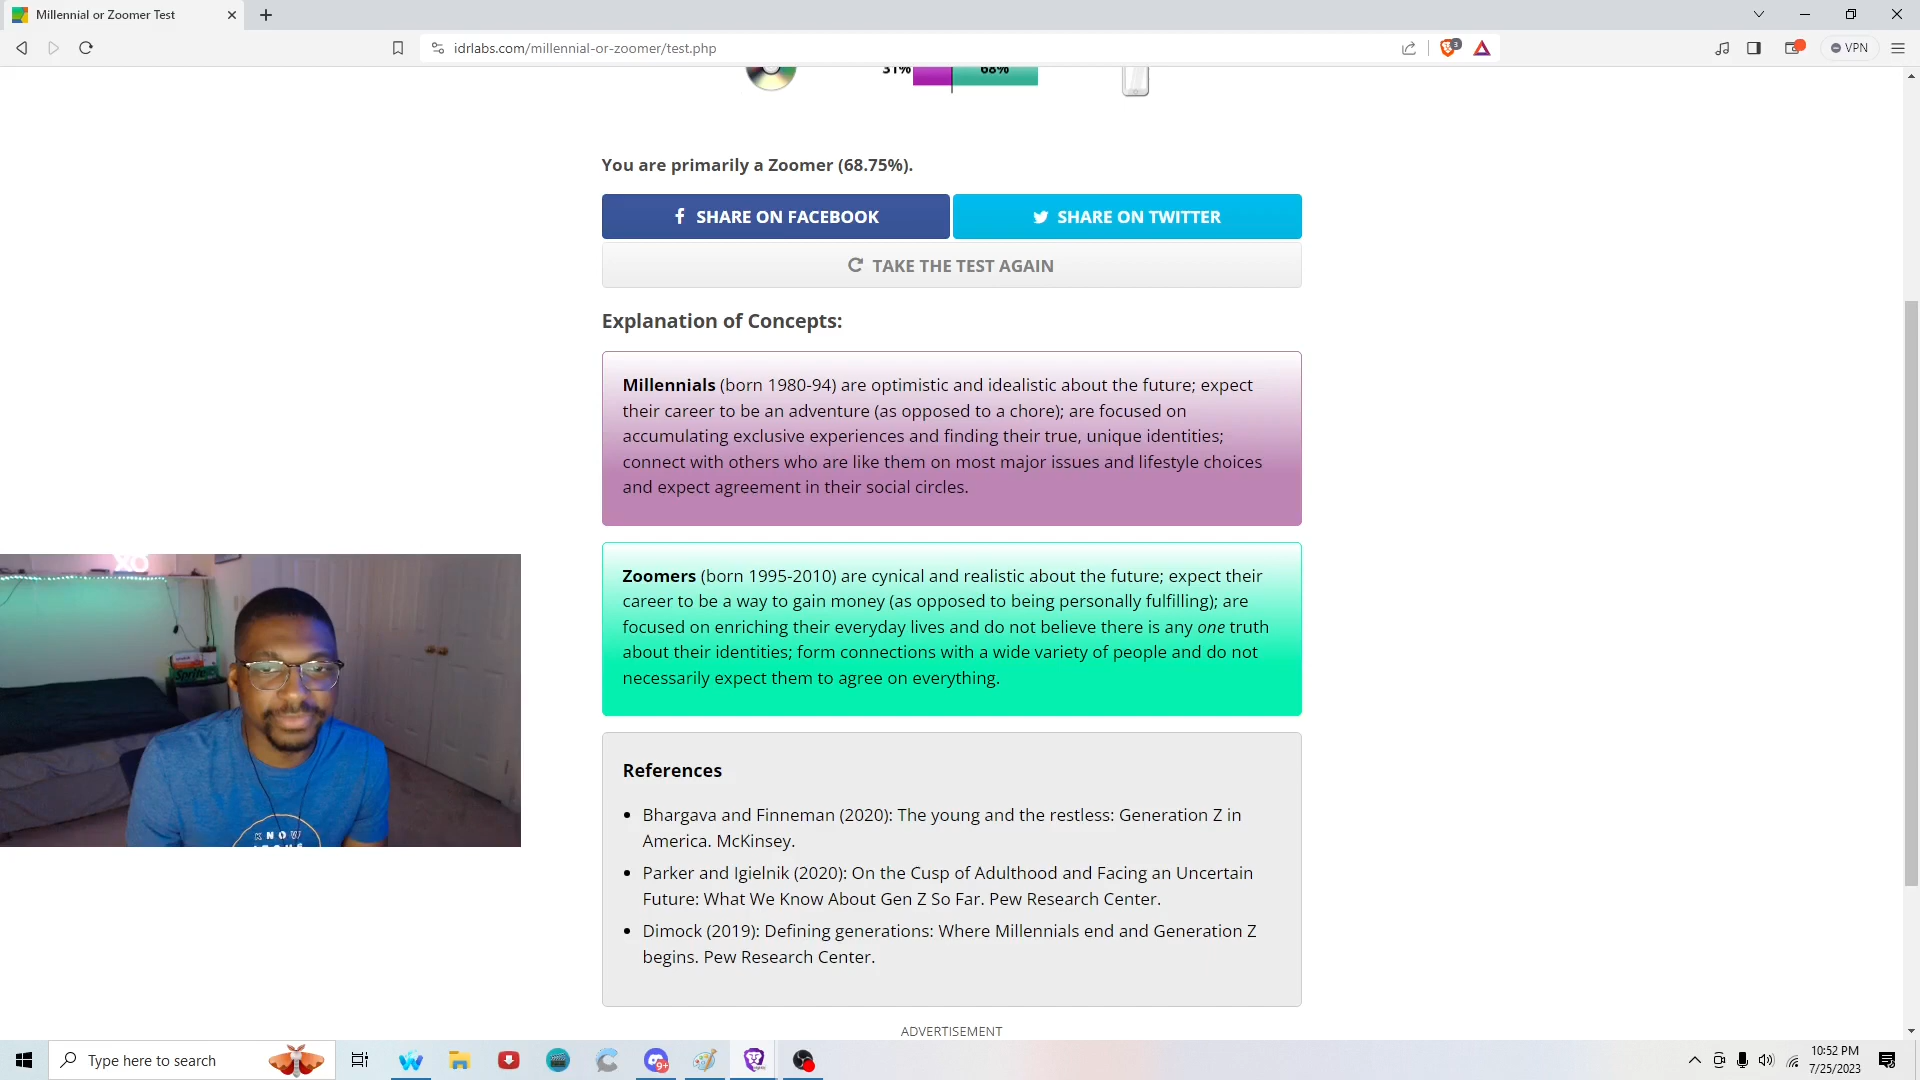 Millennial or Zoomer Test
idrlabs.com/millennial-or-zoomer/test.php
3
VPN
31%
68%
You are primarily a Zoomer (68.75%).
SHARE ON FACEBOOK
SHARE ON TWITTER
TAKE THE TEST AGAIN
Explanation of Concepts:
Millennials (born 1980-94) are optimistic and idealistic about the future; expect
their career to be an adventure (as opposed to a chore); are focused on
accumulating exclusive experiences and finding their true, unique identities;
connect with others who are like them on most major issues and lifestyle choices
and expect agreement in their social circles.
Zoomers (born 1995-2010) are cynical and realistic about the future; expect their
career to be a way to gain money (as opposed to being personally fulfilling); are
focused on enriching their everyday lives and do not believe there is any one truth
about their identities; form connections with a wide variety of people and do not
necessarily expect them to agree on everything.
XO
Sprite
KNOW
References
• Bhargava and Finneman (2020): The young and the restless: Generation Z in
America. McKinsey.
• Parker and Igielnik (2020): On the Cusp of Adulthood and Facing an Uncertain
Future: What We Know About Gen Z So Far. Pew Research Center.
• Dimock (2019): Defining generations: Where Millennials end and Generation Z
begins. Pew Research Center.
ADVERTISEMENT
Type here to search
9+
10:52 PM
7/25/2023